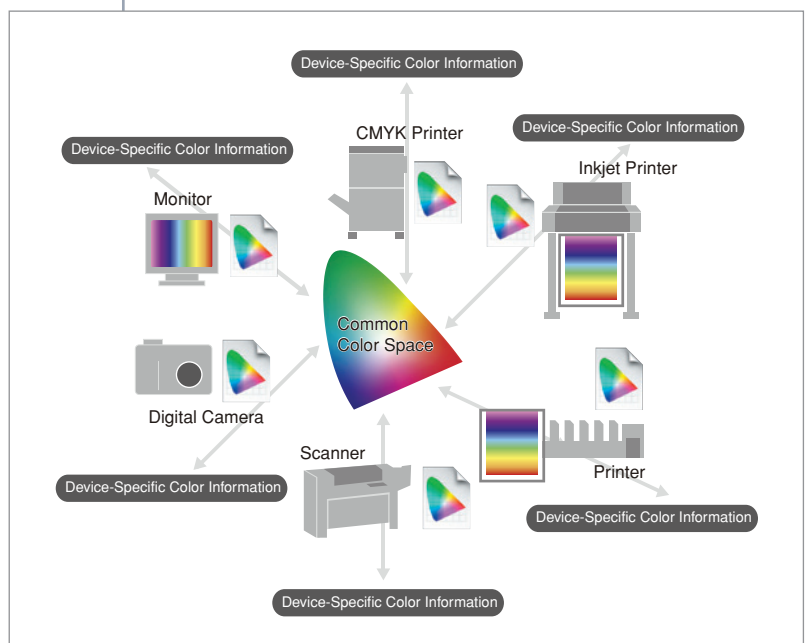 Device-Specific Color Information
CMYK Printer
Device-Specific Color Information
Inkjet Printer
Device-Specific Color Information
Monitor
Common
Color Space
Digital Camera
Device-Specific Color Information
Scanner
Device-Specific Color Information
Printer
Device-Specific Color Information